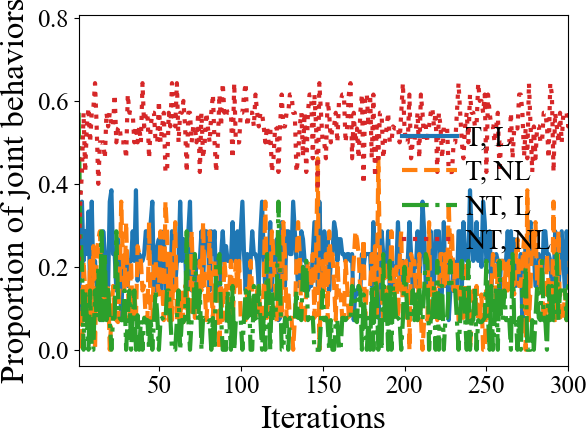 Proportion of joint behaviors
0.8
0.6
0.4
0.2
0.0
T, L
T, NL
NT, L
NT, NL
50
100
150
200
250
300
Iterations